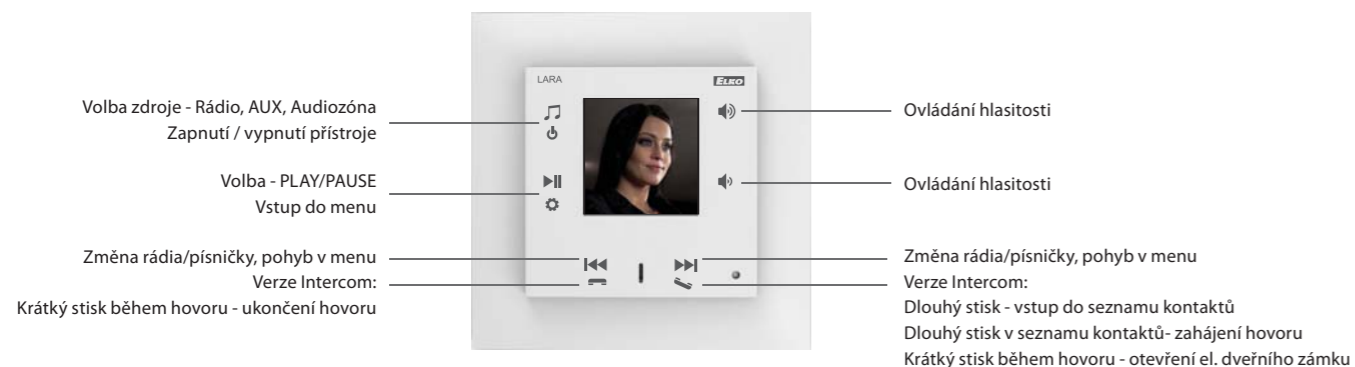 LARA
ELKO
Volba zdroje - Rádio, AUX, Audiozóna
Zapnutí / vypnutí přístroje
Volba - PLAY/PAUSE
Vstup do menu
Změna rádia/písničky, pohyb v menu
Verze Intercom:
Krátký stisk během hovoru - ukončení hovoru
Ovládání hlasitosti
Ovládání hlasitosti
Změna rádia/písničky, pohyb v menu
Verze Intercom:
Dlouhý stisk - vstup do seznamu kontaktů
Dlouhý stisk v seznamu kontaktů- zahájení hovoru
Krátký stisk během hovoru - otevření el. dveřního zámku